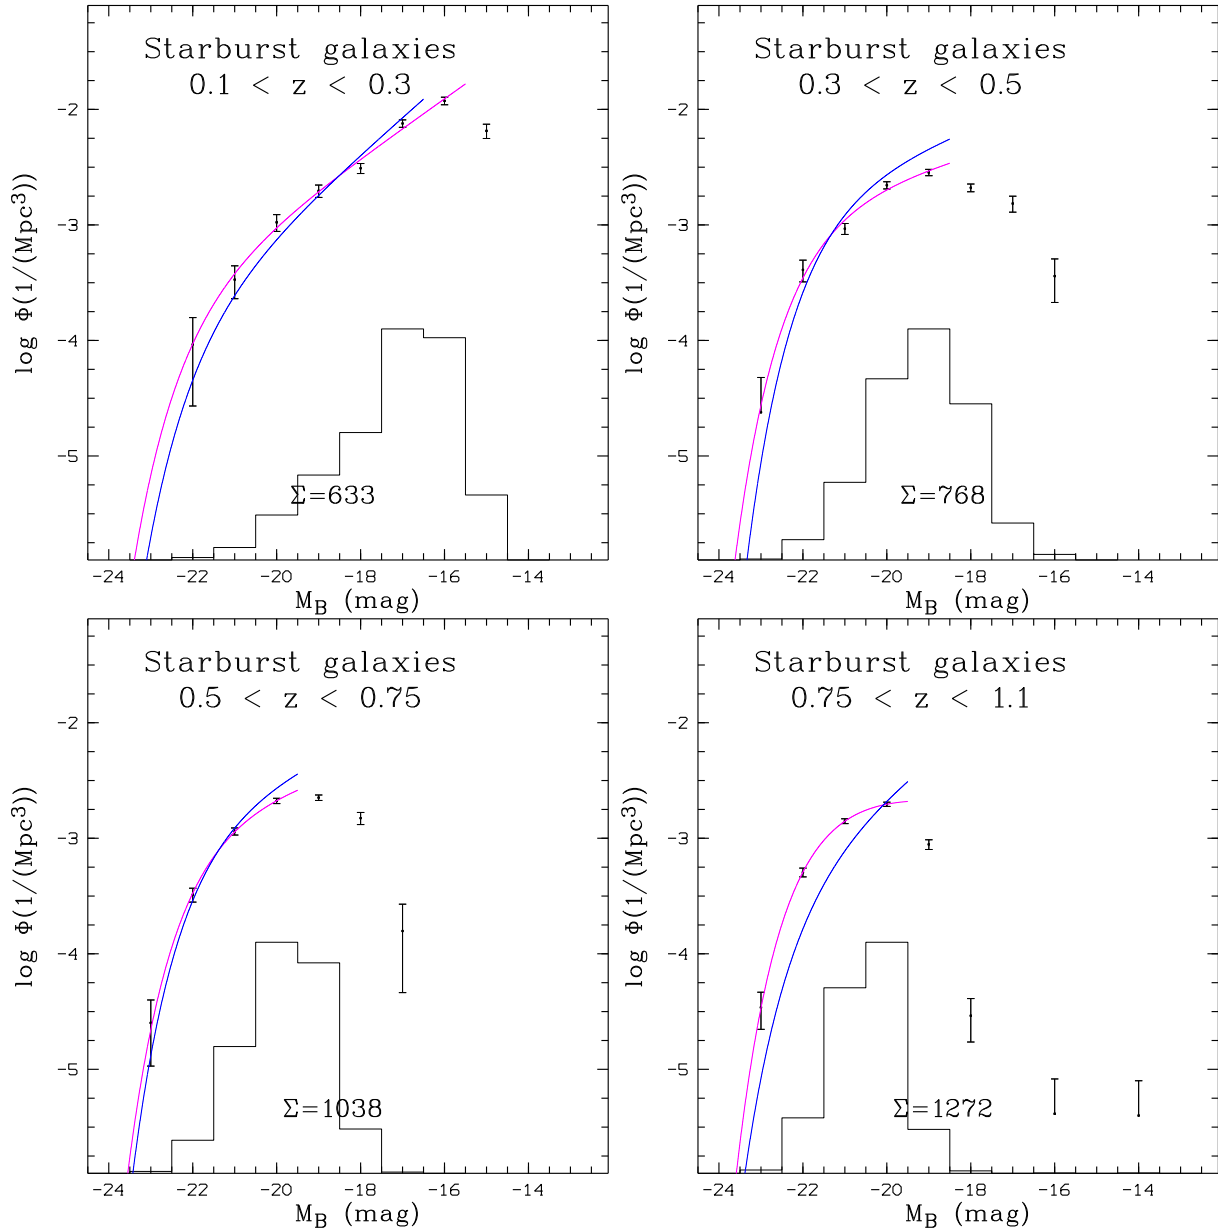 Starburst galaxies
0.1 < z < 0.3
-2
-3
-4
-5
log Φ(1/(Mpc³))
Σ=633
-24 -22 -20 -18 -16 -14
M_B (mag)
Starburst galaxies
0.3 < z < 0.5
-2
-3
-4
-5
log Φ(1/(Mpc³))
Σ=768
-24 -22 -20 -18 -16 -14
M_B (mag)
Starburst galaxies
0.5 < z < 0.75
-2
-3
-4
-5
log Φ(1/(Mpc³))
Σ=1038
-24 -22 -20 -18 -16 -14
M_B (mag)
Starburst galaxies
0.75 < z < 1.1
-2
-3
-4
-5
log Φ(1/(Mpc³))
Σ=1272
-24 -22 -20 -18 -16 -14
M_B (mag)